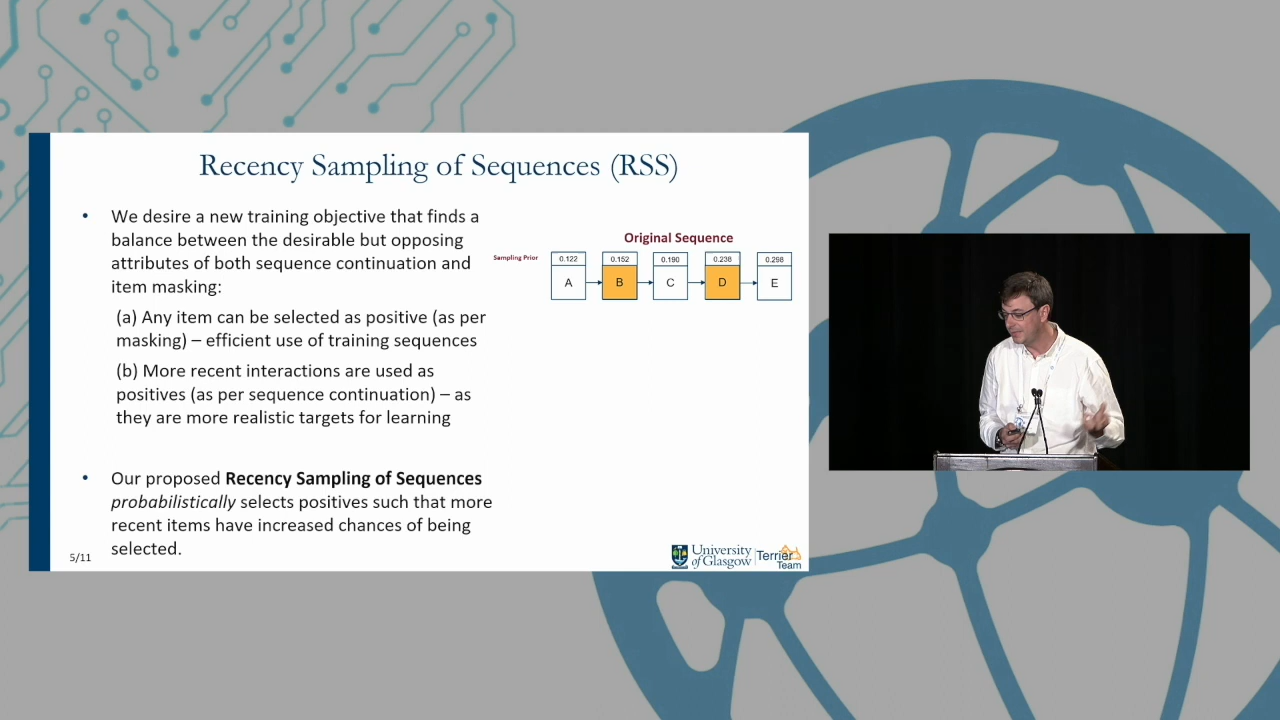 Recency Sampling of Sequences (RSS)
• We desire a new training objective that finds a
balance between the desirable but opposing
attributes of both sequence continuation and
item masking:
(a) Any item can be selected as positive (as per
masking) – efficient use of training sequences
(b) More recent interactions are used as
positives (as per sequence continuation) – as
they are more realistic targets for learning
• Our proposed Recency Sampling of Sequences
probabilistically selects positives such that more
recent items have increased chances of being
selected.
Original Sequence
Sampling Prior 0.122 0.152 0.190 0.238 0.298
A B C D E
5/11
University
of Glasgow
Terrier
Team